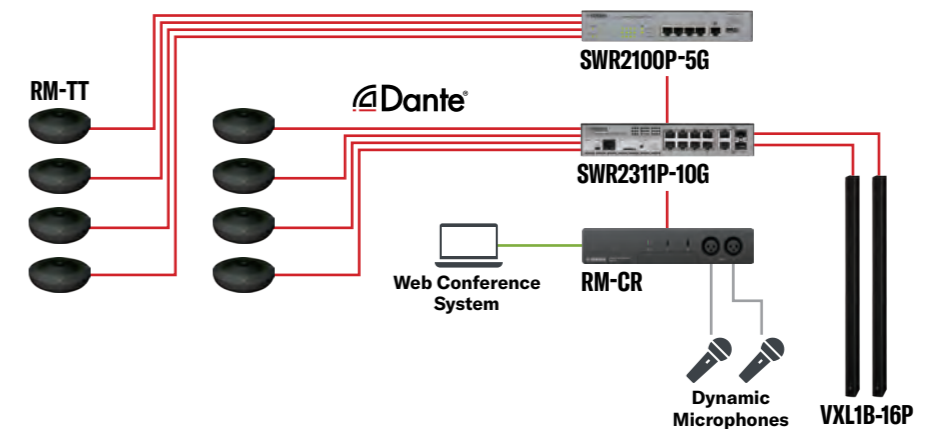 SWR2100P-5G
RM-TT
Dante®
SWR2311P-10G
Web Conference
System
RM-CR
Dynamic
Microphones
VXL1B-16P